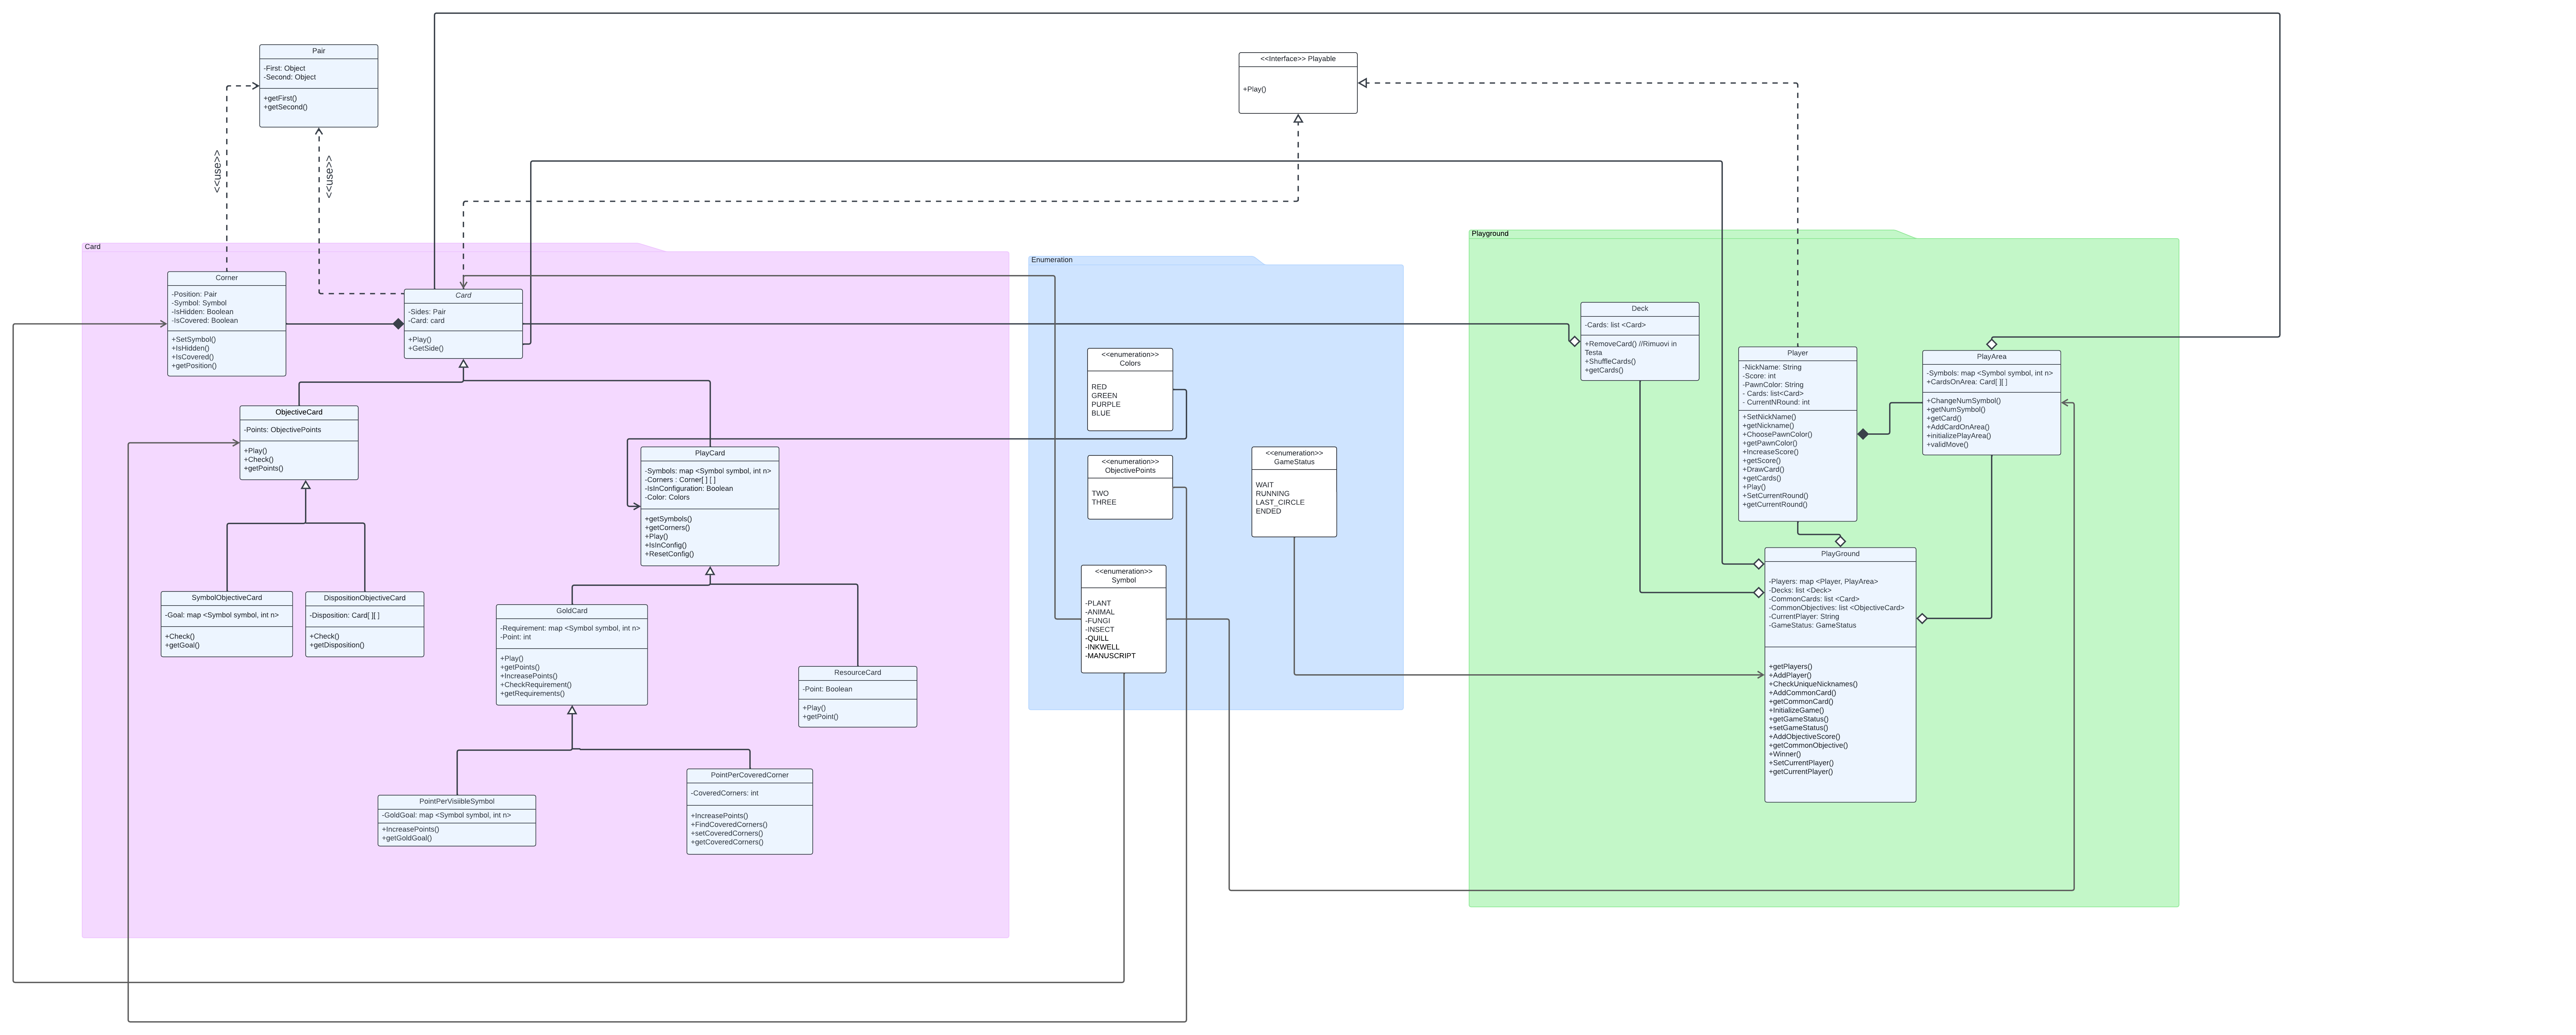 Pair
-First: Object
-Second: Object
+getFirst()
+getSecond()
<<Interface>> Playable
+Play()
<<use>>
<<use>>
Card
Corner
-Position: Pair
-Symbol: Symbol
-IsHidden: Boolean
-IsCovered: Boolean
+SetSymbol()
+IsHidden()
+IsCovered()
+getPosition()
Card
-Sides: Pair
-Card: card
+Play()
+GetSide()
ObjectiveCard
-Points: ObjectivePoints
+Play()
+Check()
+getPoints()
PlayCard
-Symbols: map <Symbol symbol, int n>
-Corners : Corner[ ] [ ]
-IsInConfiguration: Boolean
-Color: Colors
+getSymbols()
+getCorners()
+Play()
+IsInConfig()
+ResetConfig()
SymbolObjectiveCard
-Goal: map <Symbol symbol, int n>
+Check()
+getGoal()
DispositionObjectiveCard
-Disposition: Card[ ][ ]
+Check()
+getDisposition()
GoldCard
-Requirement: map <Symbol symbol, int n>
-Point: int
+Play()
+getPoints()
+IncreasePoints()
+CheckRequirement()
+getRequirements()
ResourceCard
-Point: Boolean
+Play()
+getPoint()
PointPerVisiibleSymbol
-GoldGoal: map <Symbol symbol, int n>
+IncreasePoints()
+getGoldGoal()
PointPerCoveredCorner
-CoveredCorners: int
+IncreasePoints()
+FindCoveredCorners()
+setCoveredCorners()
+getCoveredCorners()
Enumeration
<<enumeration>>
Colors
RED
GREEN
PURPLE
BLUE
<<enumeration>>
ObjectivePoints
TWO
THREE
<<enumeration>>
GameStatus
WAIT
RUNNING
LAST_CIRCLE
ENDED
<<enumeration>>
Symbol
-PLANT
-ANIMAL
-FUNGI
-INSECT
-QUILL
-INKWELL
-MANUSCRIPT
Playground
Deck
-Cards: list <Card>
+RemoveCard() //Rimuovi in
Testa
+ShuffleCards()
+getCards()
Player
-NickName: String
-Score: int
-PawnColor: String
- Cards: list<Card>
- CurrentNRound: int
+SetNickName()
+getNickname()
+ChoosePawnColor()
+getPawnColor()
+IncreaseScore()
+getScore()
+DrawCard()
+getCards()
+Play()
+SetCurrentRound()
+getCurrentRound()
PlayArea
-Symbols: map <Symbol symbol, int n>
+CardsOnArea: Card[ ][ ]
+ChangeNumSymbol()
+getNumSymbol()
+getCard()
+AddCardOnArea()
+initializePlayArea()
+validMove()
PlayGround
-Players: map <Player, PlayArea>
-Decks: list <Deck>
-CommonCards: list <Card>
-CommonObjectives: list <ObjectiveCard>
-CurrentPlayer: String
-GameStatus: GameStatus
+getPlayers()
+AddPlayer()
+CheckUniqueNicknames()
+AddCommonCard()
+getCommonCard()
+InitializeGame()
+getGameStatus()
+setGameStatus()
+AddObjectiveScore()
+getCommonObjective()
+Winner()
+SetCurrentPlayer()
+getCurrentPlayer()